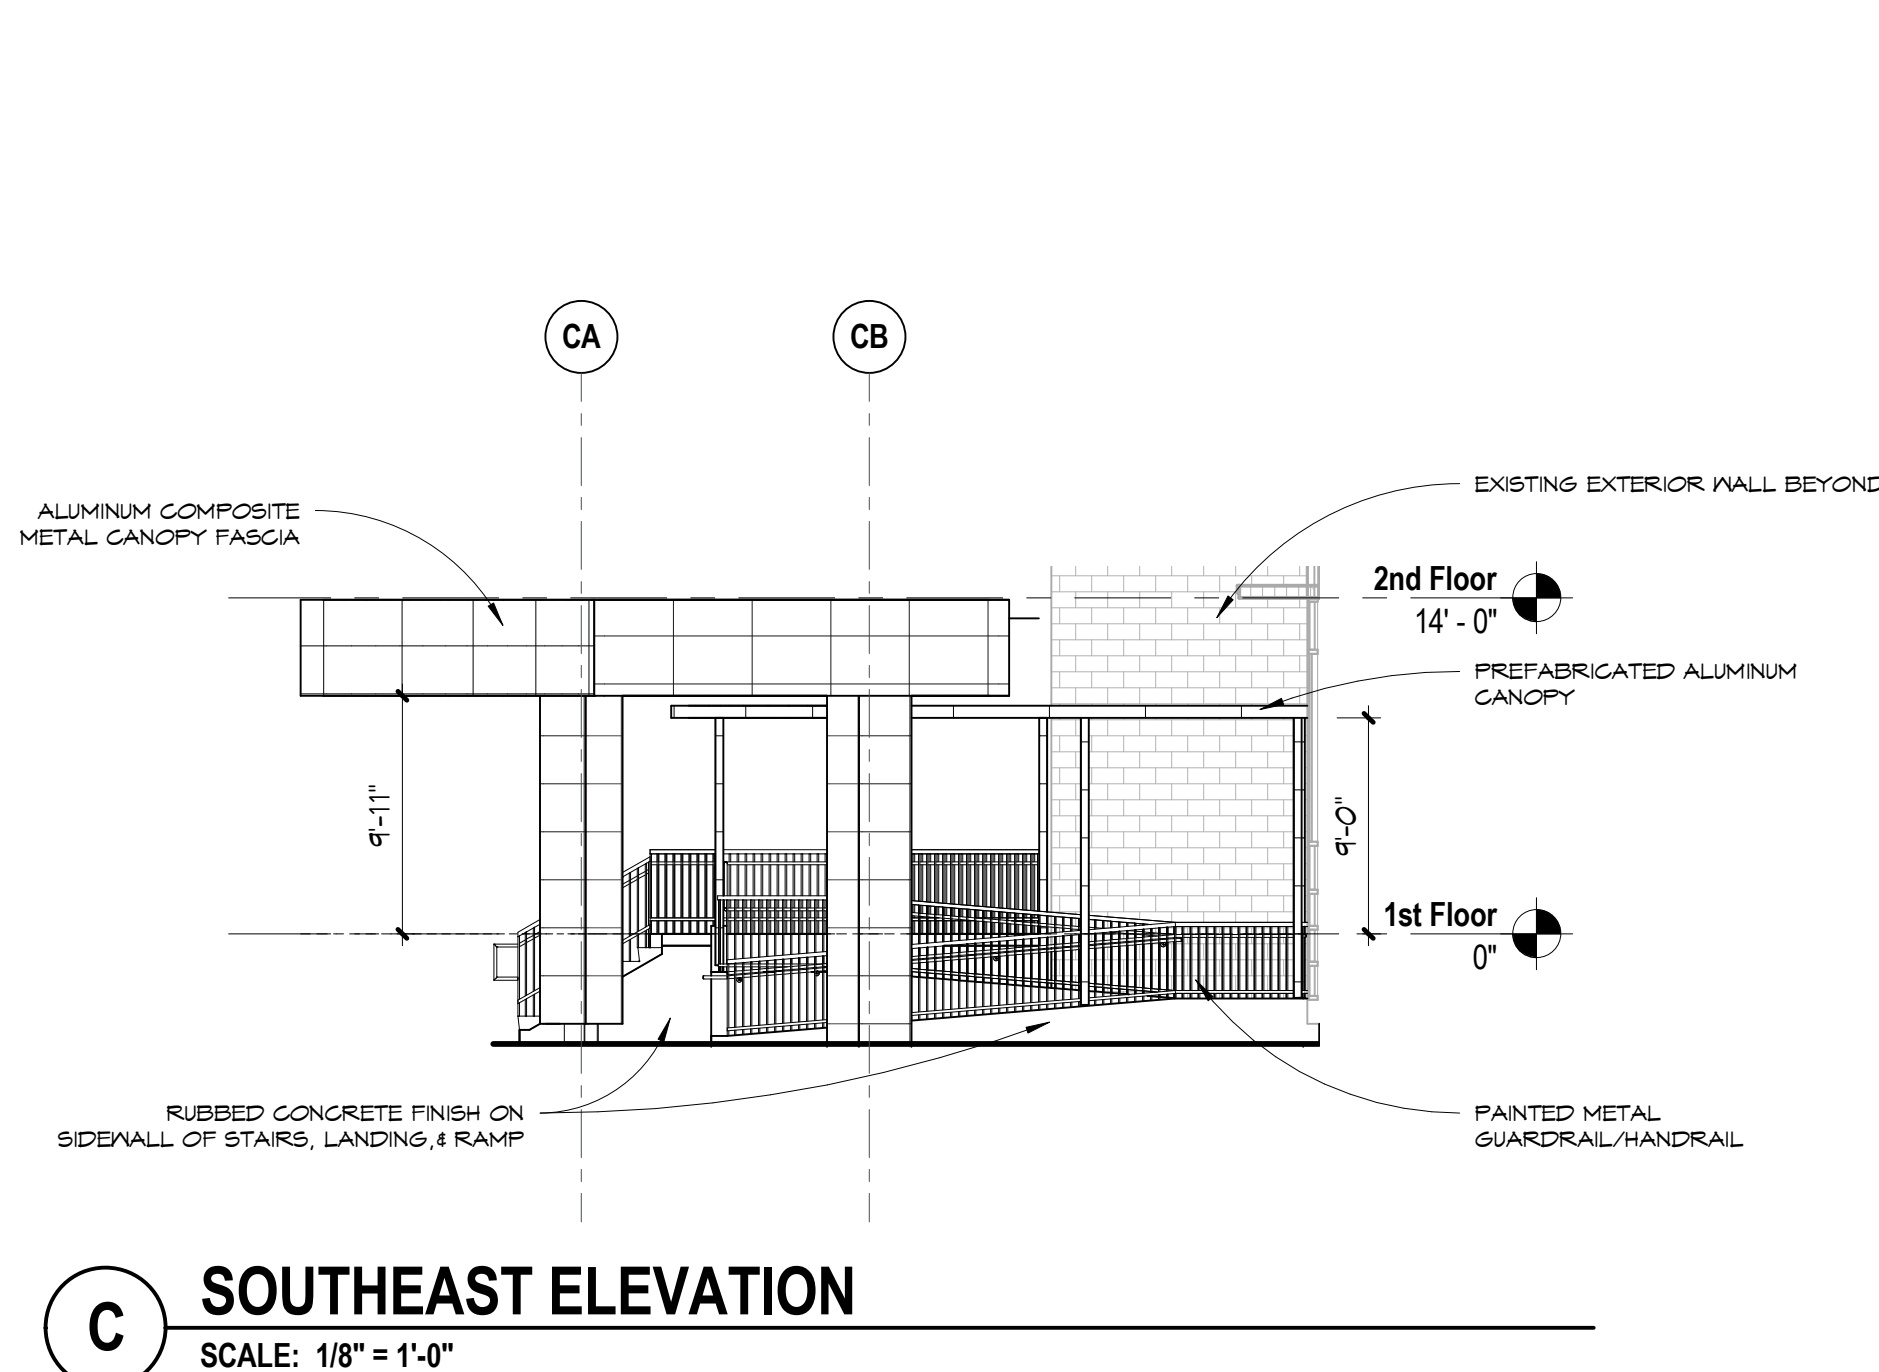 CA
CB
ALUMINUM COMPOSITE
METAL CANOPY FASCIA
EXISTING EXTERIOR WALL BEYOND
2nd Floor
14' - 0"
PREFABRICATED ALUMINUM
CANOPY
9'-11"
9'-0"
1st Floor
0"
RUBBED CONCRETE FINISH ON
SIDEWALL OF STAIRS, LANDING,& RAMP
PAINTED METAL
GUARDRAIL/HANDRAIL
C
SOUTHEAST ELEVATION
SCALE: 1/8" = 1'-0"